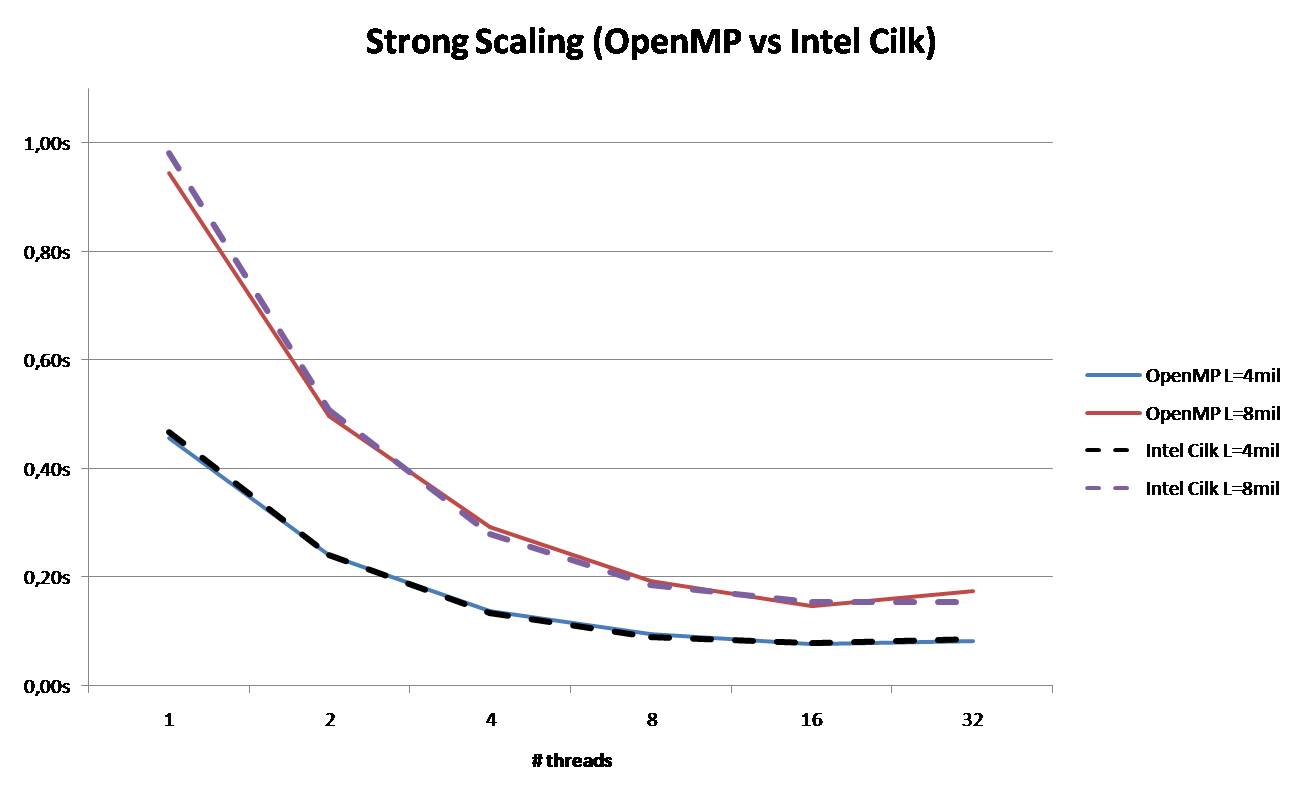 Strong Scaling (OpenMP vs Intel Cilk)
1,00s
0,80s
0,60s
0,40s
0,20s
0,00s
1 2 4 8 16 32
# threads
OpenMP L=4mil
OpenMP L=8mil
Intel Cilk L=4mil
Intel Cilk L=8mil